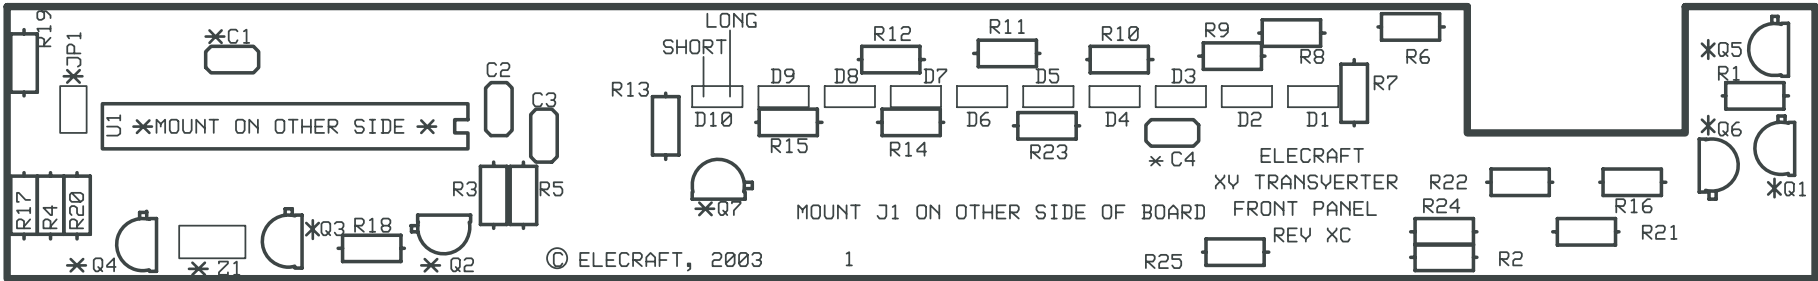 R19
JP1
C1
U1
MOUNT ON OTHER SIDE
C2
C3
R17
R4
R20
Q4
Z1
Q3
R18
Q2
R3
R5
LONG
SHORT
R13
D10
D9
D8
D7
D6
D5
D4
D3
D2
D1
R12
R11
R10
R9
R8
R7
R6
R15
R14
R23
C4
Q7
MOUNT J1 ON OTHER SIDE OF BOARD
© ELECRAFT, 2003
1
ELECRAFT
XV TRANSVERTER
FRONT PANEL
REV XC
R25
R22
R24
R2
R16
R21
Q5
R1
Q6
Q1